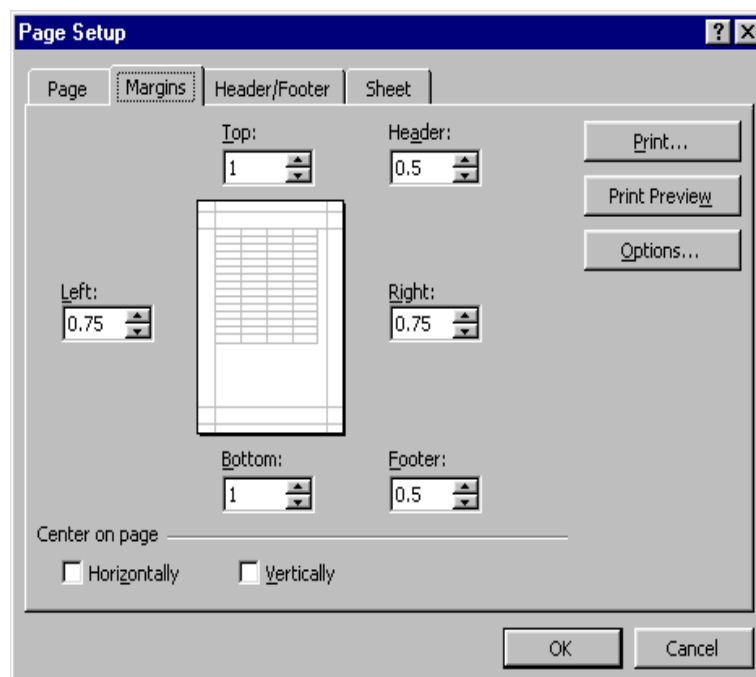 Page Setup
Page Margins Header/Footer Sheet
Top: Header: Print...
1 0.5
Print Preview
Options...
Left: Right:
0.75 0.75
Bottom: Footer:
1 0.5
Center on page
Horizontally Vertically
OK Cancel